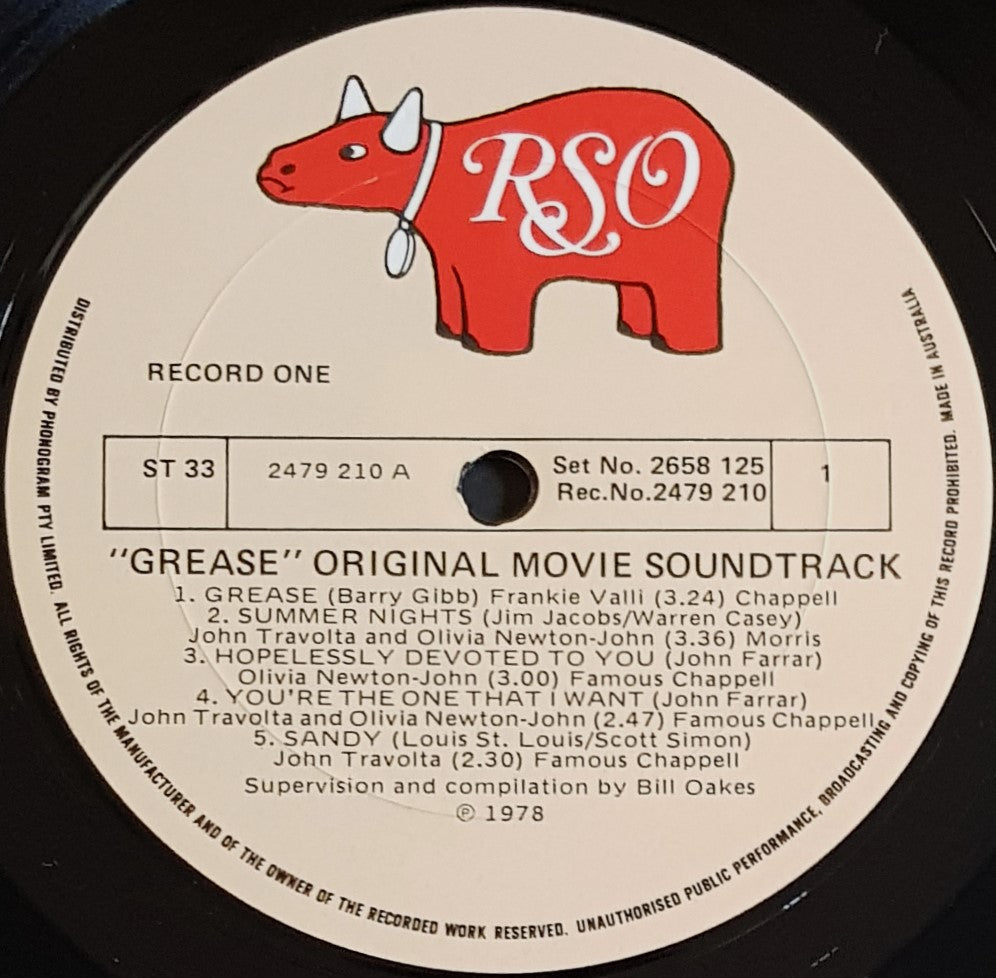 RSO
RECORD ONE
ST 33
2479 210 A
Set No. 2658 125
Rec.No.2479 210
1
"GREASE" ORIGINAL MOVIE SOUNDTRACK
1. GREASE (Barry Gibb) Frankie Valli (3.24) Chappell
2. SUMMER NIGHTS (Jim Jacobs/Warren Casey)
John Travolta and Olivia Newton-John (3.36) Morris
3. HOPELESSLY DEVOTED TO YOU (John Farrar)
Olivia Newton-John (3.00) Famous Chappell
4. YOU'RE THE ONE THAT I WANT (John Farrar)
John Travolta and Olivia Newton-John (2.47) Famous Chappell
5. SANDY (Louis St. Louis/Scott Simon)
John Travolta (2.30) Famous Chappell
Supervision and compilation by Bill Oakes
℗ 1978
DISTRIBUTED BY PHONOGRAM PTY LIMITED. ALL RIGHTS OF THE MANUFACTURER AND OF THE OWNER OF THE RECORDED WORK RESERVED. UNAUTHORISED PUBLIC PERFORMANCE, BROADCASTING AND COPYING OF THIS RECORD PROHIBITED. MADE IN AUSTRALIA